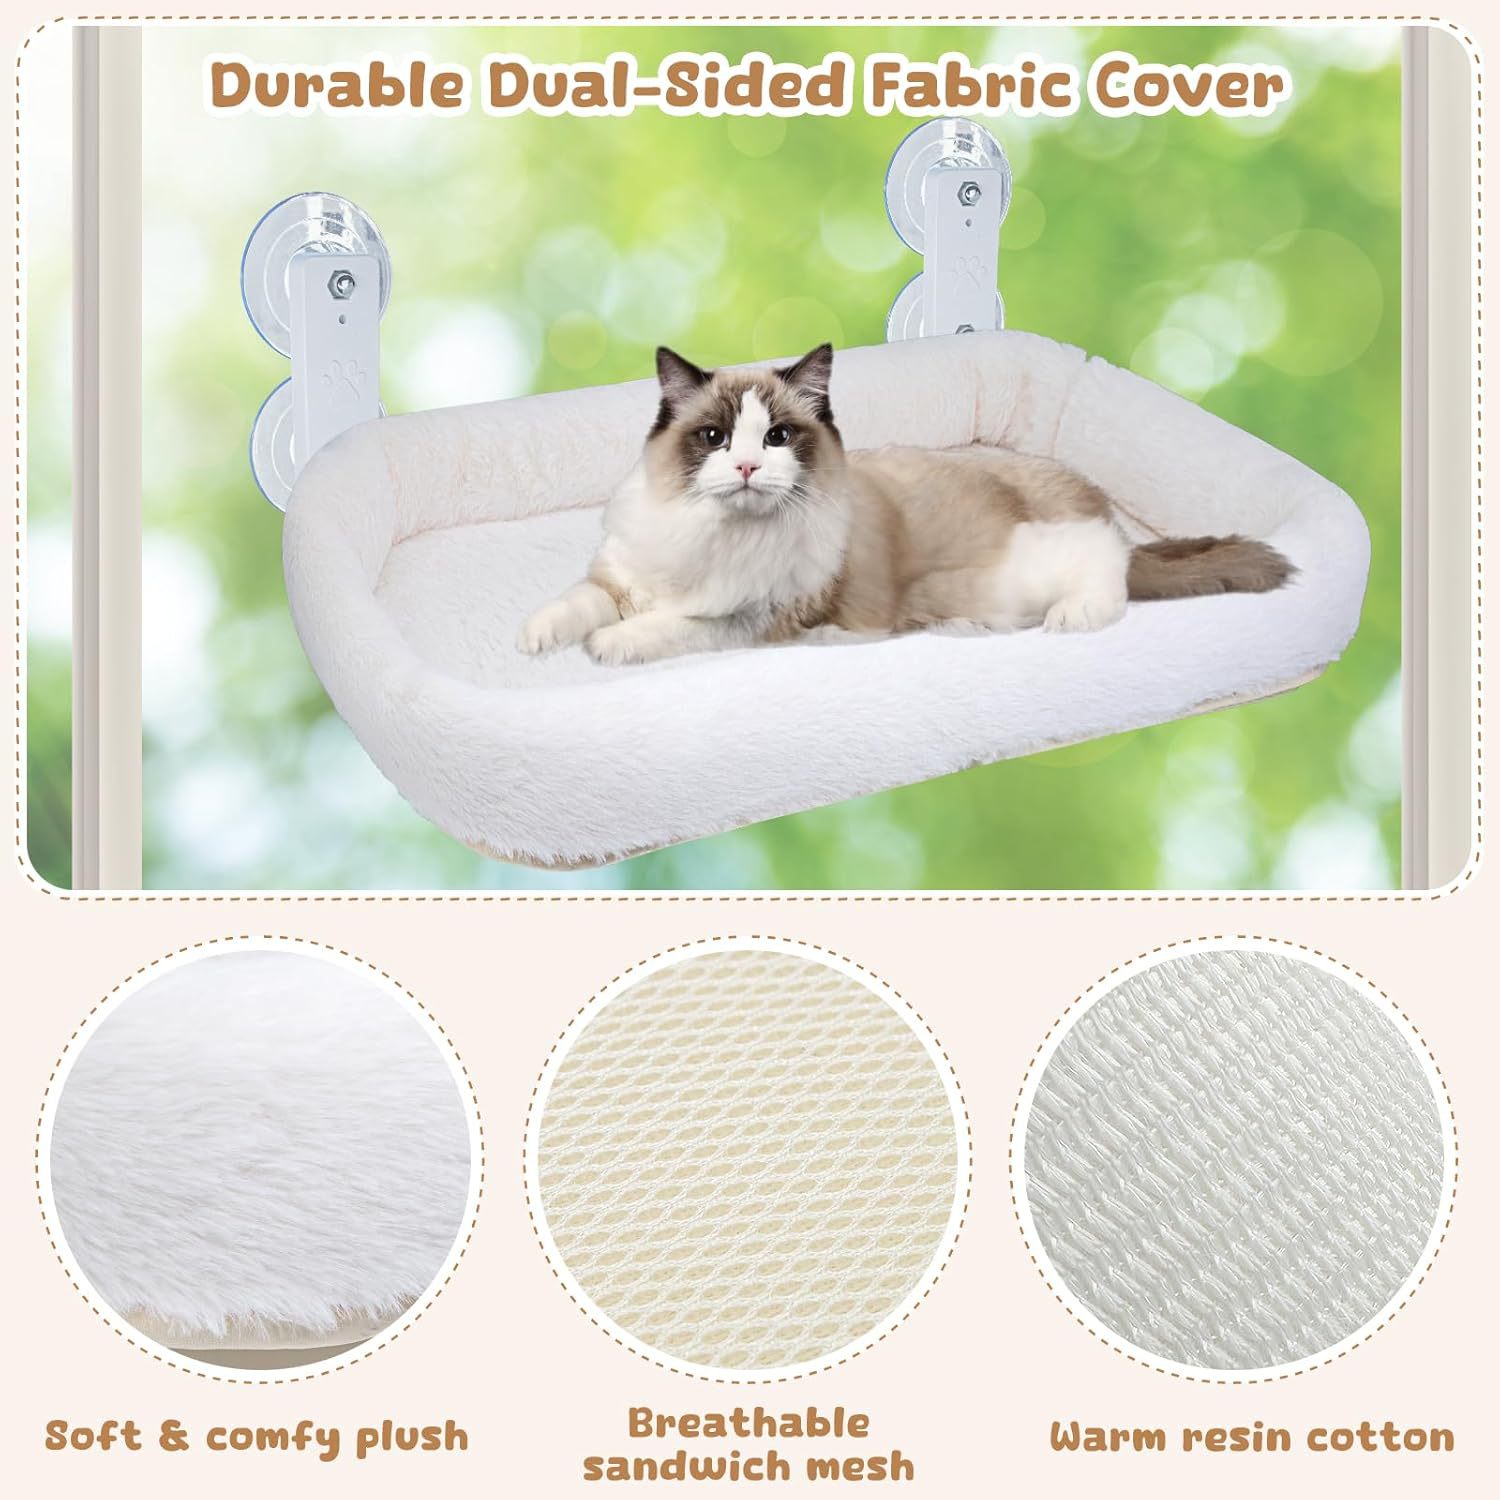 Durable Dual-Sided Fabric Cover
Soft & comfy plush
Breathable
sandwich mesh
Warm resin cotton